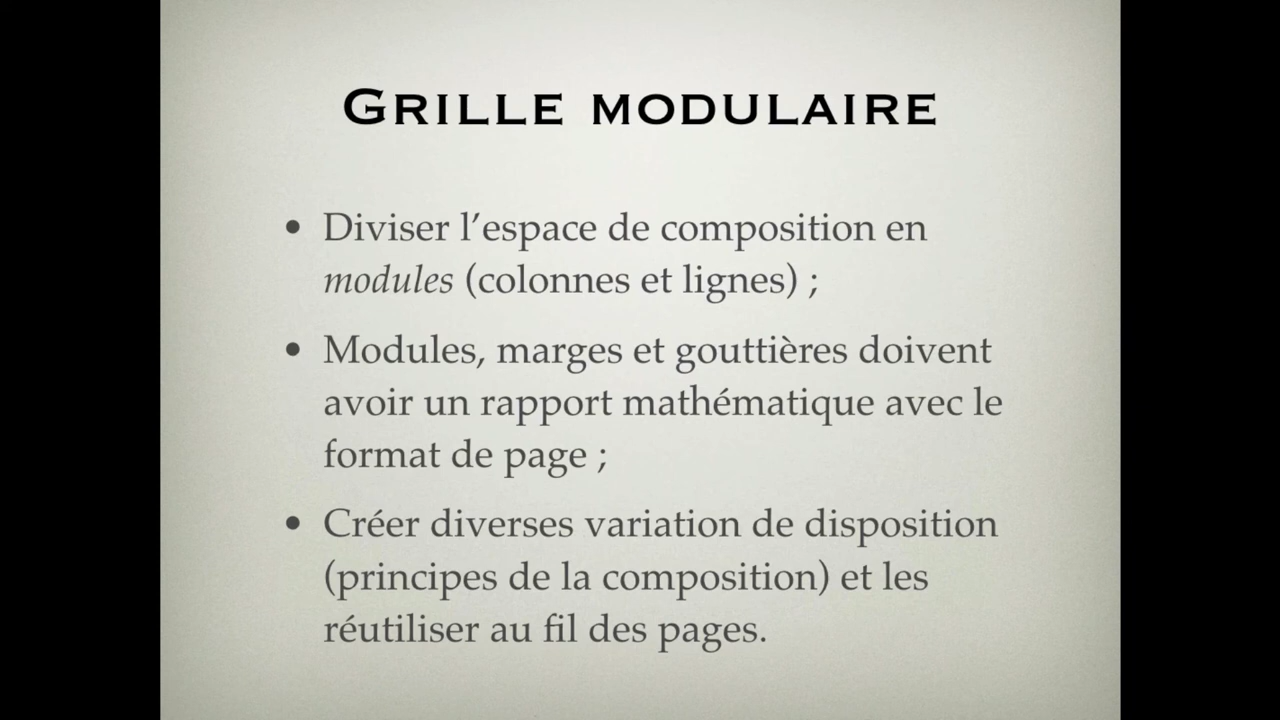 Grille modulaire
• Diviser l’espace de composition en
modules (colonnes et lignes) ;
• Modules, marges et gouttières doivent
avoir un rapport mathématique avec le
format de page ;
• Créer diverses variation de disposition
(principes de la composition) et les
réutiliser au fil des pages.